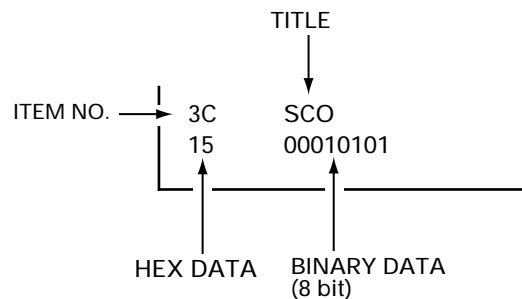 TITLE
ITEM NO. 3C SCO
15 00010101
HEX DATA BINARY DATA
(8 bit)